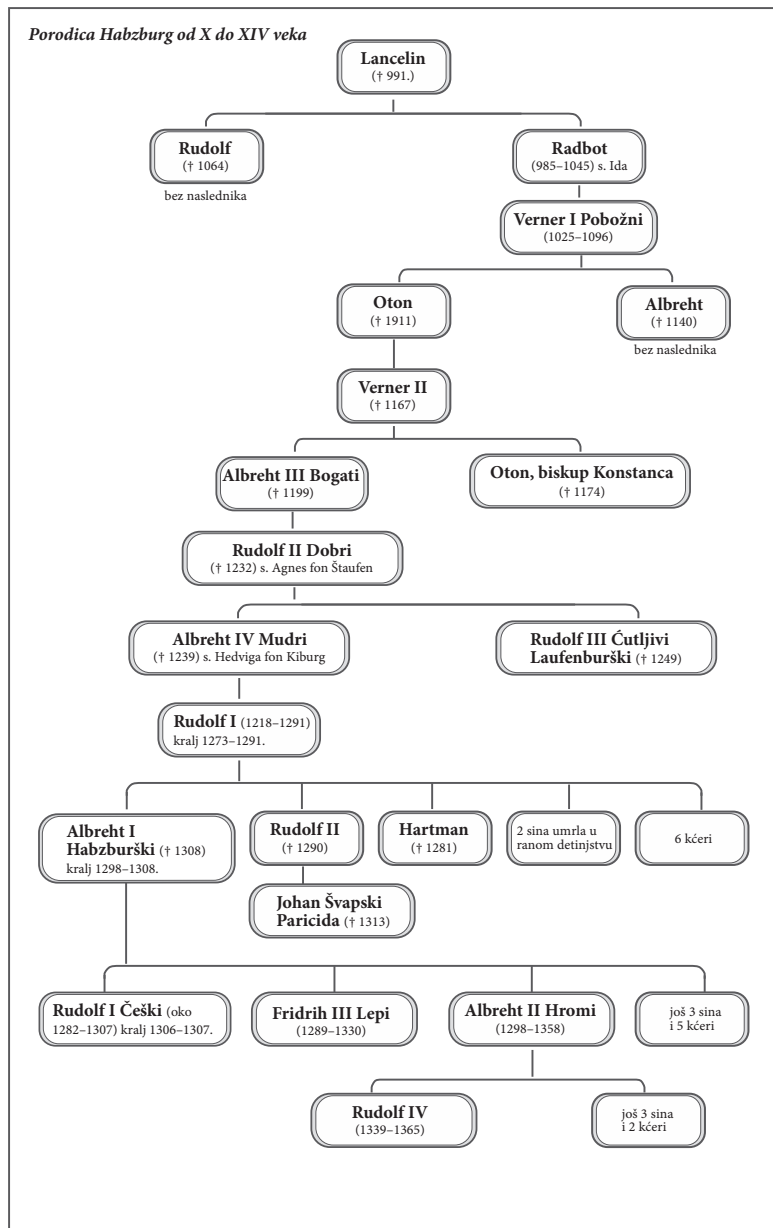 Porodica Habzburg od X do XIV veka
Lancelin
(† 991.)
Rudolf
(† 1064)
bez naslednika
Radbot
(985–1045) s. Ida
Verner I Pobožni
(1025–1096)
Oton
(† 1911)
Albreht
(† 1140)
bez naslednika
Verner II
(† 1167)
Albreht III Bogati
(† 1199)
Oton, biskup Konstanca
(† 1174)
Rudolf II Dobri
(† 1232) s. Agnes fon Štaufen
Albreht IV Mudri
(† 1239) s. Hedviga fon Kiburg
Rudolf III Ćutljivi
Laufenburški († 1249)
Rudolf I (1218–1291)
kralj 1273–1291.
Albreht I
Habzburški († 1308)
kralj 1298–1308.
Rudolf II
(† 1290)
Hartman
(† 1281)
2 sina umrla u
ranom detinjstvu
6 kćeri
Johan Švapski
Paricida († 1313)
Rudolf I Češki (oko
1282–1307) kralj 1306–1307.
Fridrih III Lepi
(1289–1330)
Albreht II Hromi
(1298–1358)
još 3 sina
i 5 kćeri
Rudolf IV
(1339–1365)
još 3 sina
i 2 kćeri